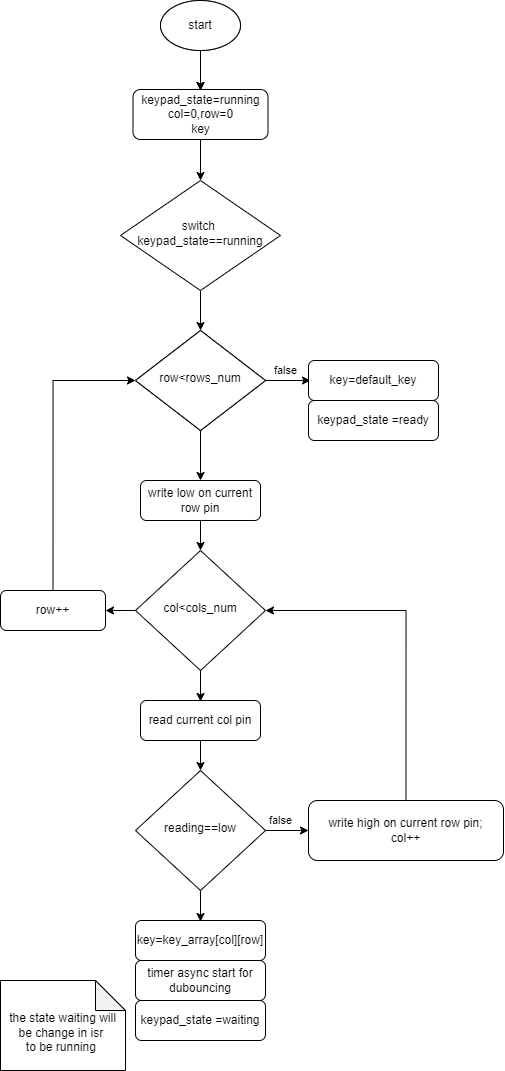 start
keypad_state=running
col=0,row=0
key
switch
keypad_state==running
row<rows_num
false
key=default_key
keypad_state =ready
write low on current
row pin
col<cols_num
row++
read current col pin
reading==low
false
write high on current row pin;
col++
key=key_array[col][row]
timer async start for
dubouncing
keypad_state =waiting
the state waiting will
be change in isr
to be running